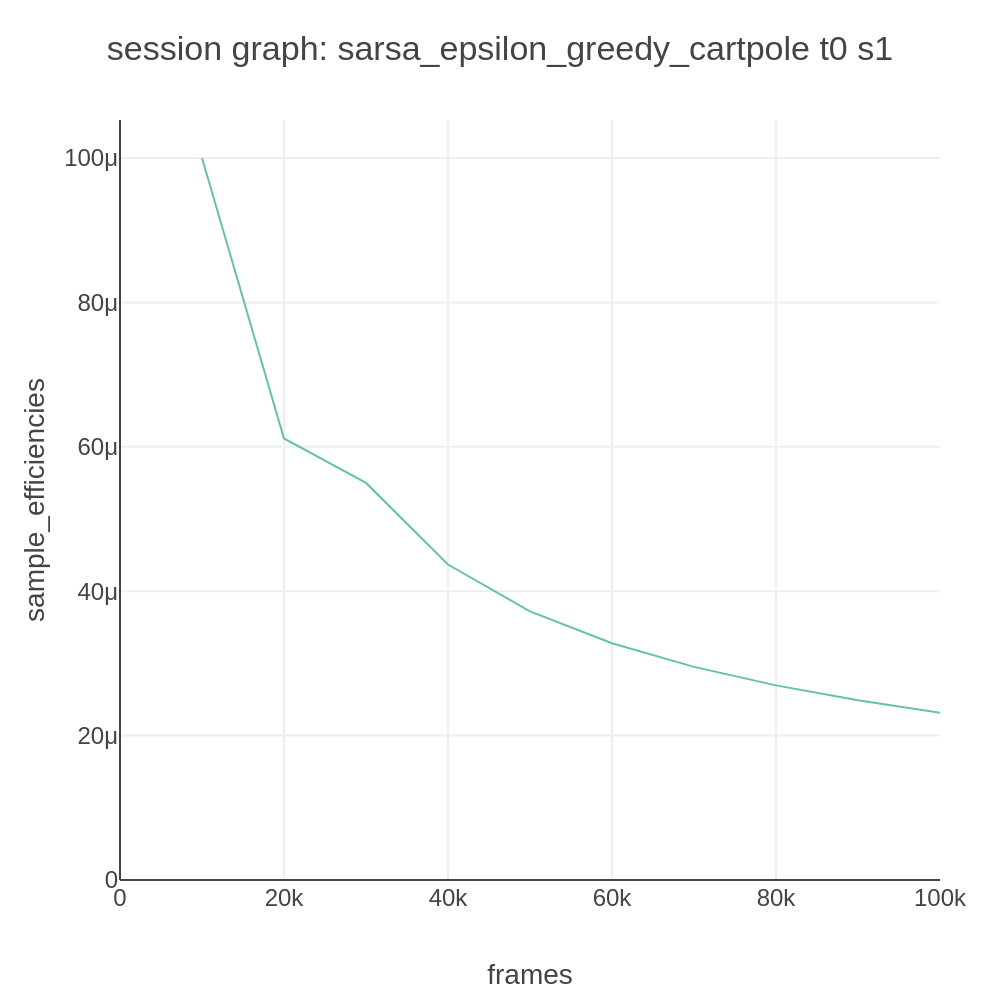 session graph: sarsa_epsilon_greedy_cartpole t0 s1
100μ
80μ
60μ
40μ
20μ
0
sample_efficiencies
0 20k 40k 60k 80k 100k
frames